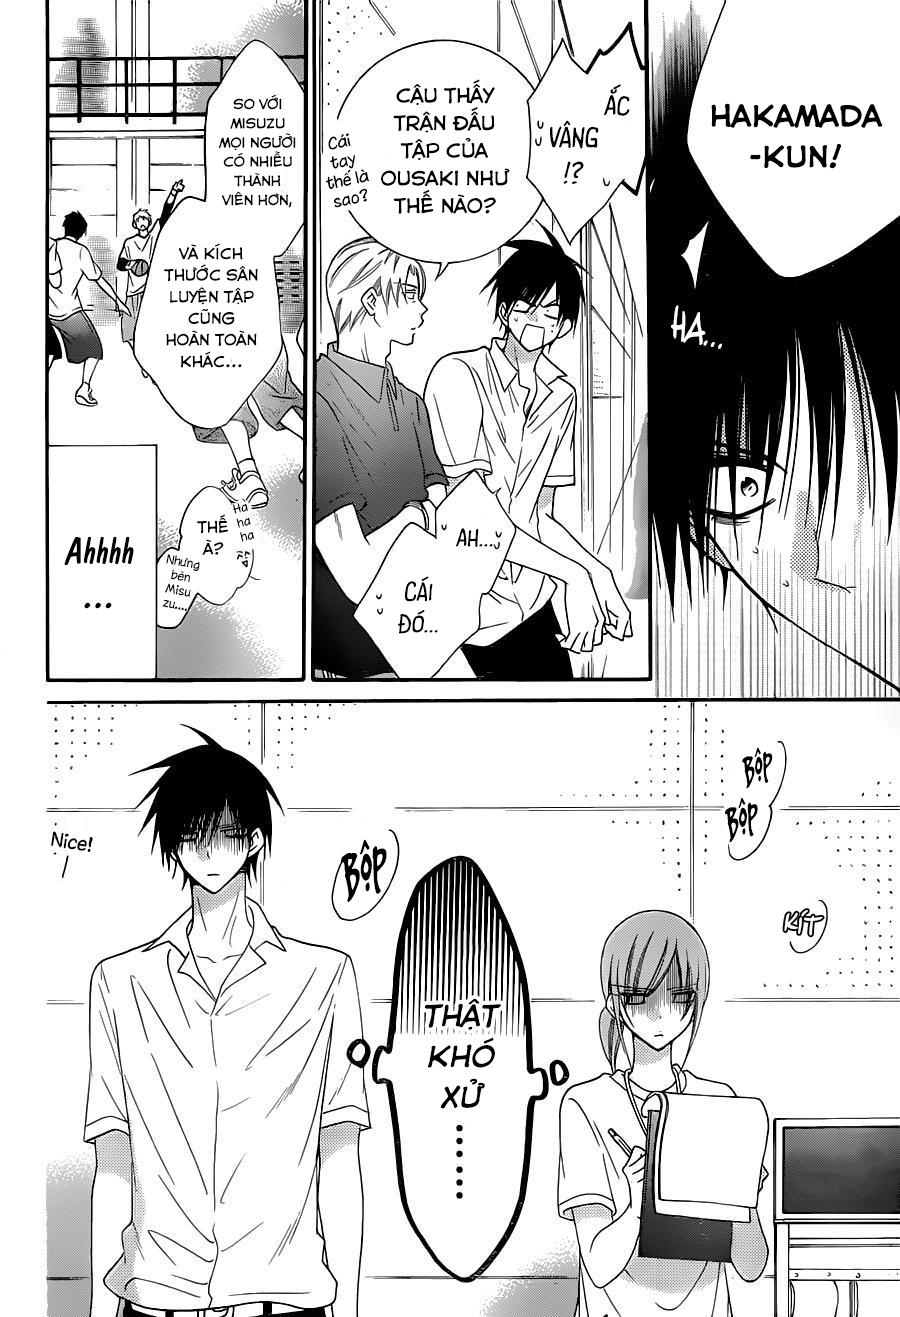 HAKAMADA
-KUN!
HA...
ẮC
VÂNG
!?
CẬU THẤY
TRẬN ĐẤU
TẬP CỦA
OUSAKI NHƯ
THẾ NÀO?
Cái
tay
thế là
sao?
AH...
CÁI
ĐÓ...
SO VỚI
MISUZU
MỌI NGƯỜI
CÓ NHIỀU
THÀNH
VIÊN HƠN,
VÀ KÍCH
THƯỚC SÂN
LUYỆN TẬP
CŨNG
HOÀN TOÀN
KHÁC...
Ha
ha
ha
THẾ
À?
Nhưng
bên
Misu
zu....
Ahhhh
...
BỘP
BỘP
KÍT
BỘP
Nice!
THẬT
KHÓ
XỬ
.......